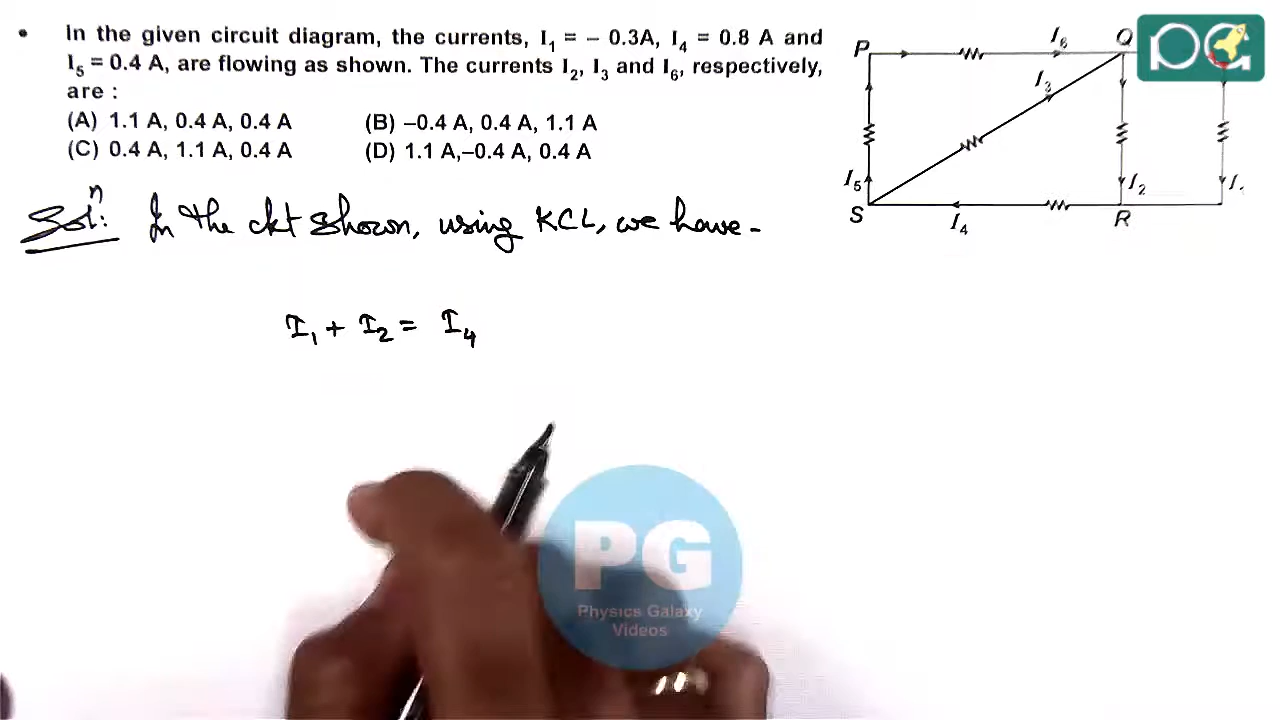 • In the given circuit diagram, the currents, I₁ = – 0.3A, I₄ = 0.8 A and
I₅ = 0.4 A, are flowing as shown. The currents I₂, I₃ and I₆, respectively,
are :
(A) 1.1 A, 0.4 A, 0.4 A (B) –0.4 A, 0.4 A, 1.1 A
(C) 0.4 A, 1.1 A, 0.4 A (D) 1.1 A,–0.4 A, 0.4 A
P I₆ Q
I₃
I₅ I₂
S I₄ R
PG
Solⁿ: In the ckt shown, using KCL, we have –
I₁ + I₂ = I₄
PG
Physics Galaxy
Videos